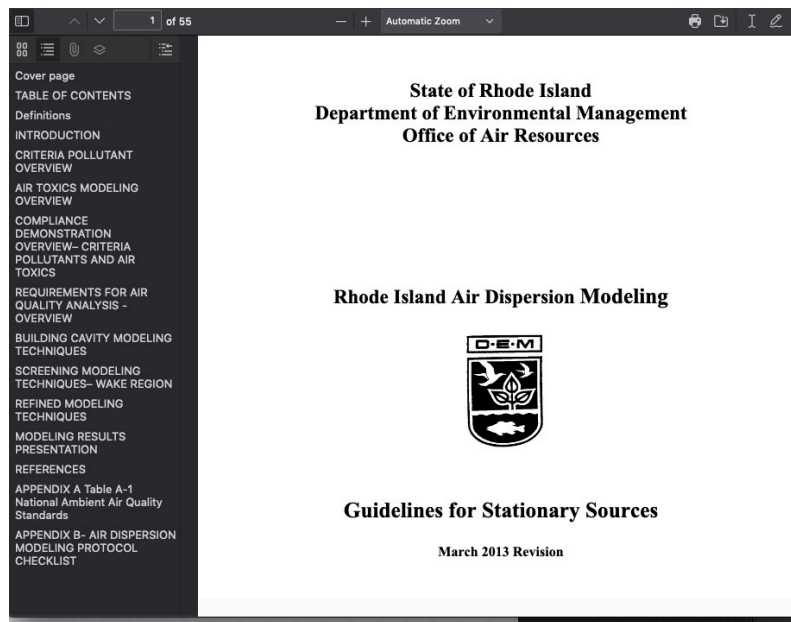 1 of 55
Automatic Zoom
Cover page
TABLE OF CONTENTS
Definitions
INTRODUCTION
CRITERIA POLLUTANT
OVERVIEW
AIR TOXICS MODELING
OVERVIEW
COMPLIANCE
DEMONSTRATION
OVERVIEW– CRITERIA
POLLUTANTS AND AIR
TOXICS
REQUIREMENTS FOR AIR
QUALITY ANALYSIS -
OVERVIEW
BUILDING CAVITY MODELING
TECHNIQUES
SCREENING MODELING
TECHNIQUES– WAKE REGION
REFINED MODELING
TECHNIQUES
MODELING RESULTS
PRESENTATION
REFERENCES
APPENDIX A Table A-1
National Ambient Air Quality
Standards
APPENDIX B- AIR DISPERSION
MODELING PROTOCOL
CHECKLIST
State of Rhode Island
Department of Environmental Management
Office of Air Resources
Rhode Island Air Dispersion Modeling
D·E·M
Guidelines for Stationary Sources
March 2013 Revision